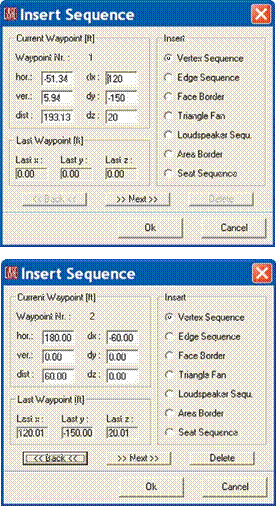 Insert Sequence
Current Waypoint [ft]
Insert
Waypoint Nr. : 1
Vertex Sequence
hor.: -51.34 dx : 120
Edge Sequence
ver.: 5.94 dy : -150
Face Border
dist : 193.13 dz : 20
Triangle Fan
Last Waypoint [ft]
Loudspeaker Sequ.
Last x : Last y : Last z :
Area Border
0.00 0.00 0.00
Seat Sequence
<< Back << >> Next >> Delete
Ok Cancel
Insert Sequence
Current Waypoint [ft]
Insert
Waypoint Nr. : 2
Vertex Sequence
hor.: 180.00 dx : -60.00
Edge Sequence
ver.: 0.00 dy : 0.00
Face Border
dist : 60.00 dz : 0.00
Triangle Fan
Last Waypoint [ft]
Loudspeaker Sequ.
Last x : Last y : Last z :
Area Border
120.01 -150.00 20.01
Seat Sequence
<< Back << >> Next >> Delete
Ok Cancel